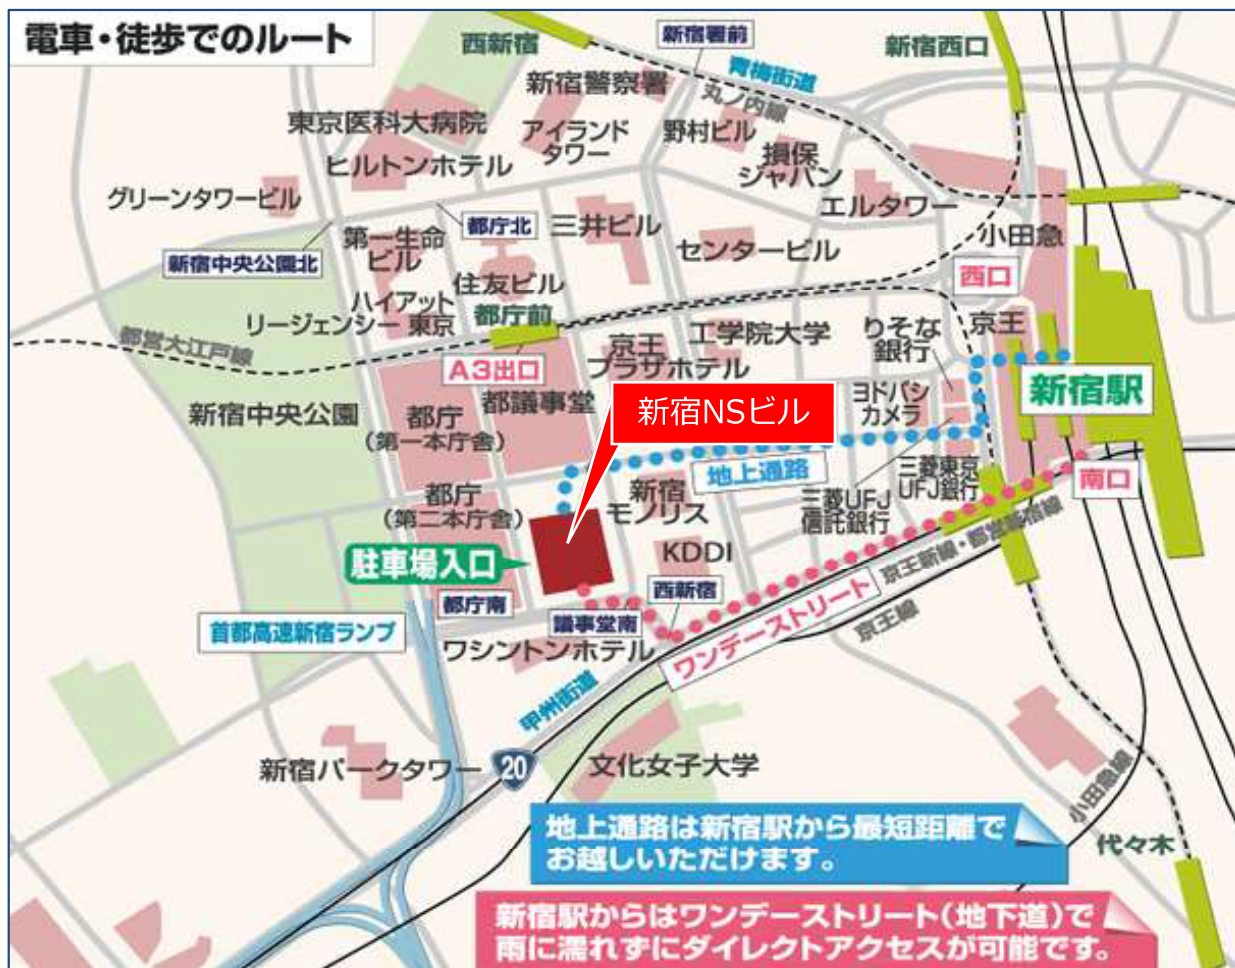 電車・徒歩でのルート
西新宿
新宿署前
新宿西口
青梅街道
新宿警察署
丸ノ内線
東京医科大病院
アイランド
タワー
野村ビル
損保
ジャパン
ヒルトンホテル
グリーンタワービル
エルタワー
都庁北
三井ビル
センタービル
小田急
新宿中央公園北
第一生命
ビル
住友ビル
西口
ハイアット
リージェンシー 東京
都庁前
都営大江戸線
A3出口
京王
プラザホテル
工学院大学
りそな
銀行
京王
新宿駅
新宿中央公園
都庁
(第一本庁舎)
都議事堂
新宿NSビル
ヨドバシ
カメラ
地上通路
三菱東京
UFJ銀行
南口
都庁
(第二本庁舎)
新宿
モノリス
三菱UFJ
信託銀行
KDDI
駐車場入口
京王新線・都営新宿線
都庁南
西新宿
議事堂南
首都高速新宿ランプ
ワシントンホテル
ワンデーストリート
京王線
甲州街道
20
新宿パークタワー
文化女子大学
小田急線
代々木
地上通路は新宿駅から最短距離で
お越しいただけます。
新宿駅からはワンデーストリート(地下道)で
雨に濡れずにダイレクトアクセスが可能です。